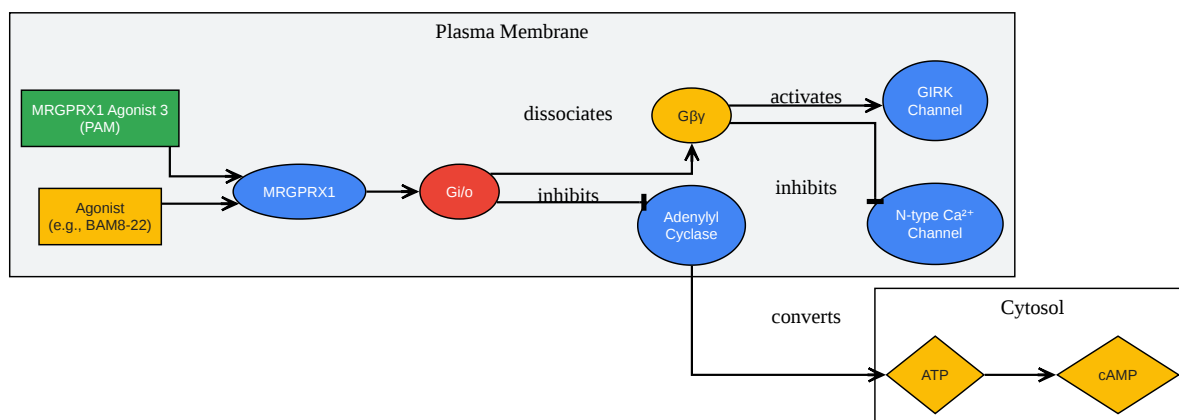 Plasma Membrane
MRGPRX1 Agonist 3
(PAM)
Agonist
(e.g., BAM8-22)
MRGPRX1
Gi/o
dissociates
inhibits
Gβγ
Adenylyl
Cyclase
activates
inhibits
GIRK
Channel
N-type Ca²⁺
Channel
converts
Cytosol
ATP
cAMP